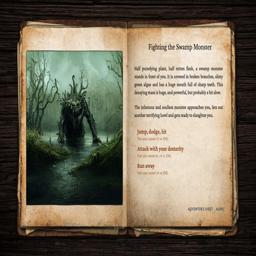 Fighting the Swamp Monster
Half putrefying plant, half rotten flesh, a swamp monster
stands in front of you. It is covered in broken branches, slimy
green algae and has a huge mouth full of sharp teeth. This
decaying mass is huge, and powerful, but probably a bit slow.
The infamous and soulless monster approaches you, lets out
another terrifying howl and gets ready to slaughter you.
Jump, dodge, hit
Attack with your dexterity
Run away